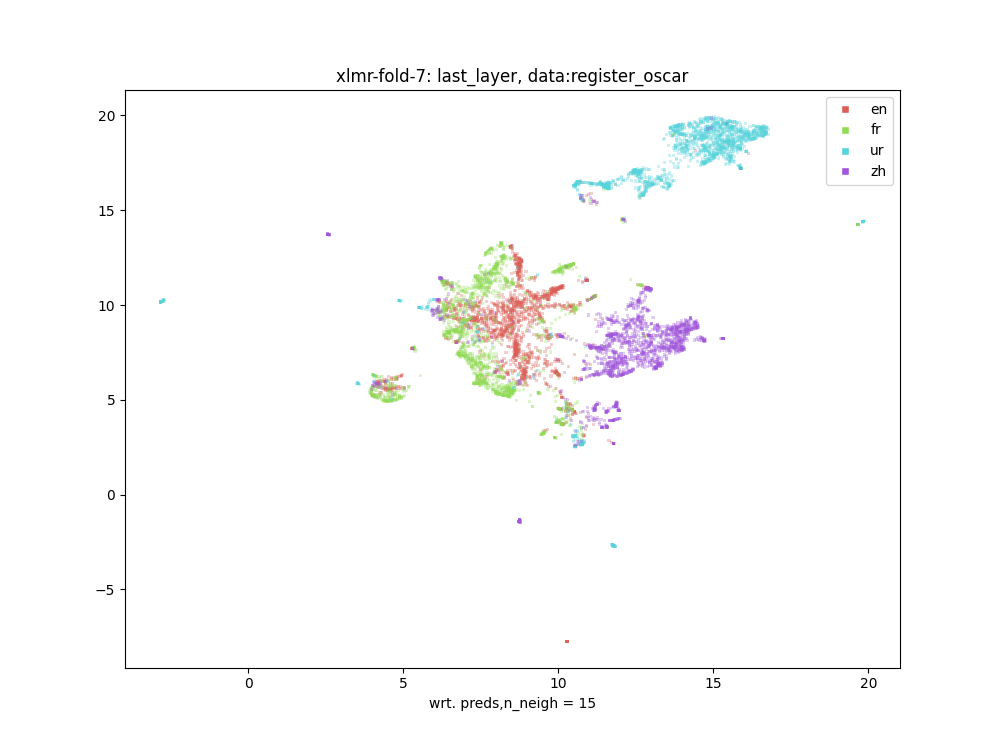 xlmr-fold-7: last_layer, data:register_oscar
en
fr
ur
zh
20
15
10
5
0
−5
0 5 10 15 20
wrt. preds,n_neigh = 15